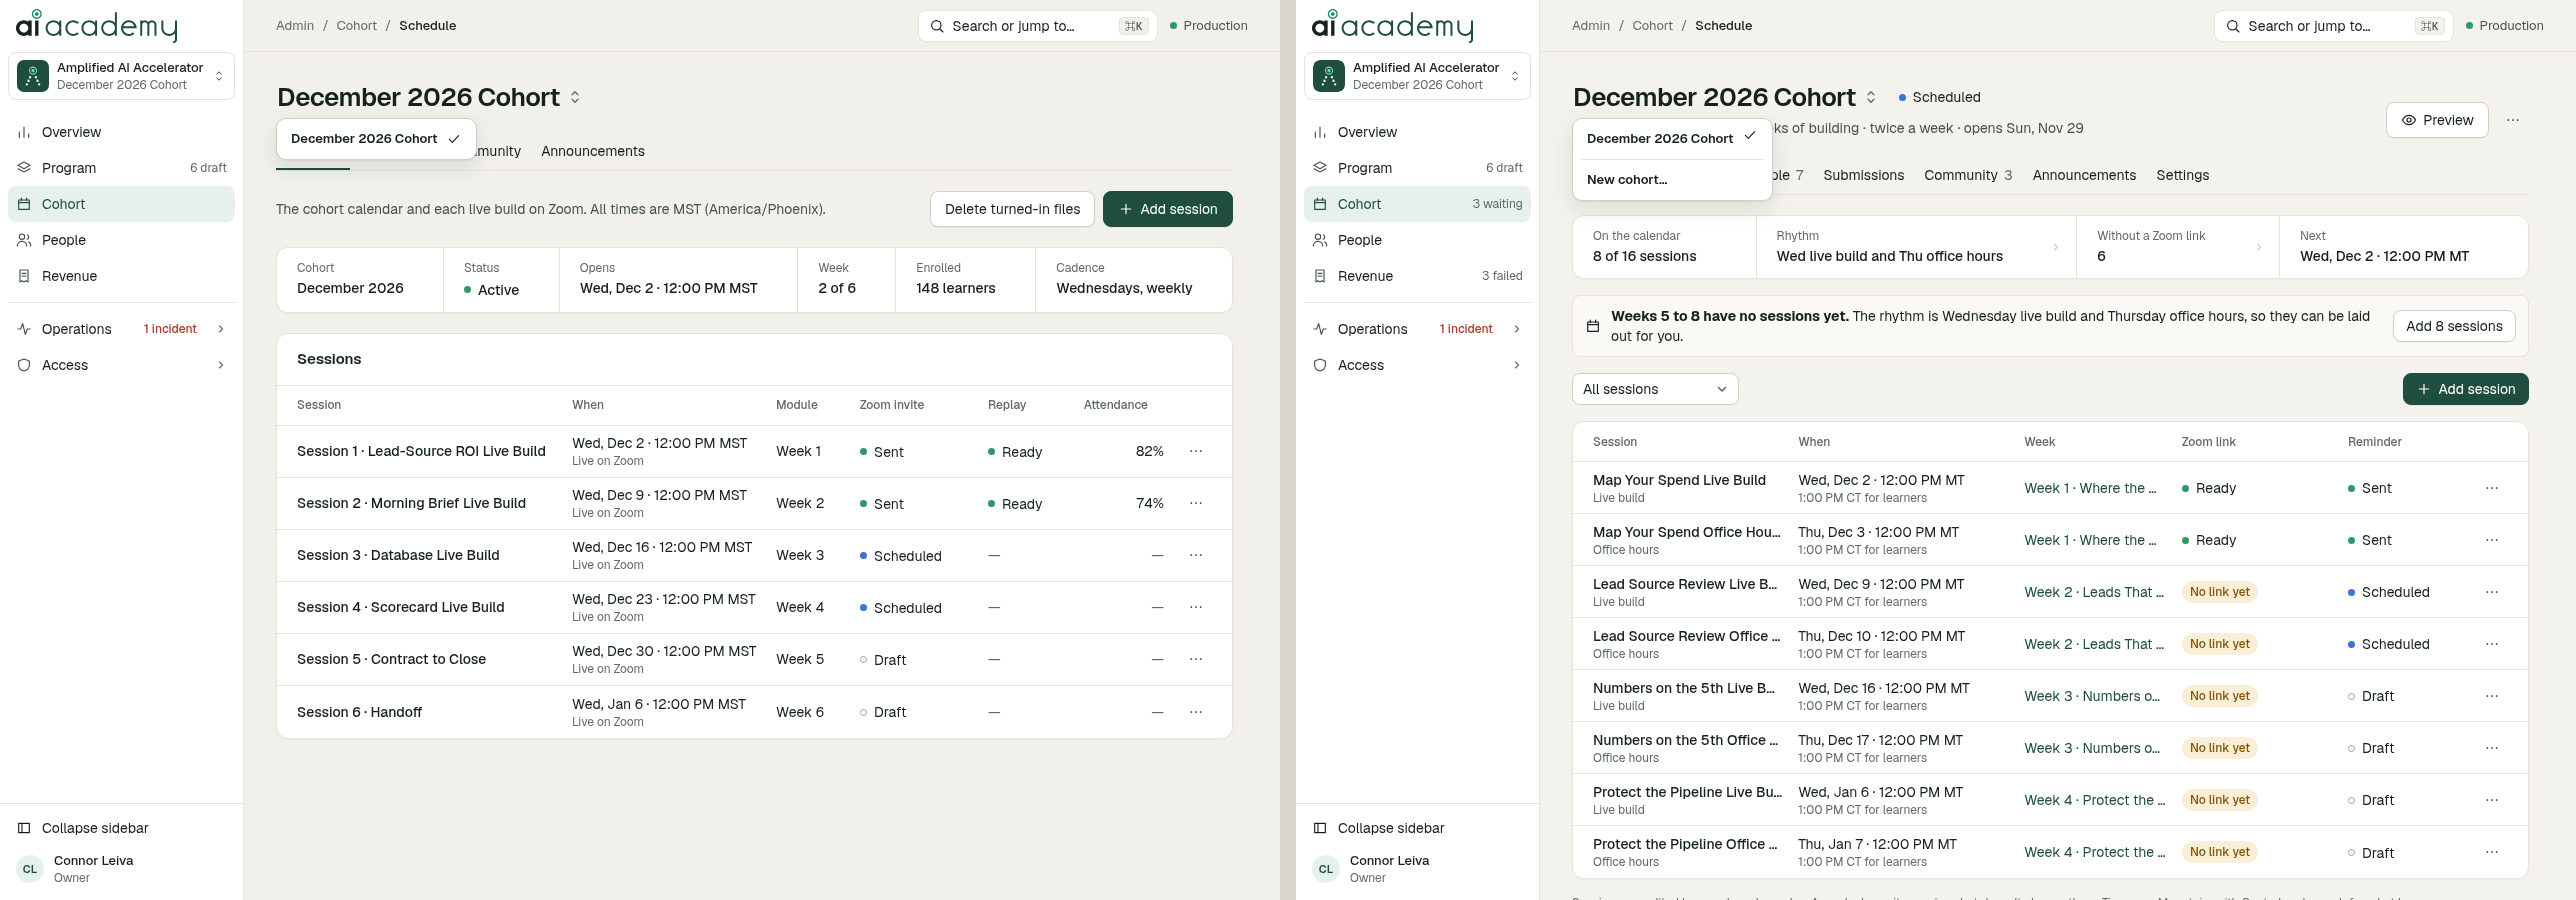 ai academy
Amplified AI Accelerator
December 2026 Cohort
Overview
Program 6 draft
Cohort
People
Revenue
Operations 1 incident
Access
Collapse sidebar
CL
Connor Leiva
Owner
Admin / Cohort / Schedule
Search or jump to... ⌘K
Production
December 2026 Cohort
December 2026 Cohort
Announcements
The cohort calendar and each live build on Zoom. All times are MST (America/Phoenix).
Delete turned-in files
Add session
Cohort Status Opens Week Enrolled Cadence
December 2026 Active Wed, Dec 2 · 12:00 PM MST 2 of 6 148 learners Wednesdays, weekly
Sessions
Session When Module Zoom invite Replay Attendance
Session 1 · Lead-Source ROI Live Build Wed, Dec 2 · 12:00 PM MST Week 1 Sent Ready 82% ...
Live on Zoom
Session 2 · Morning Brief Live Build Wed, Dec 9 · 12:00 PM MST Week 2 Sent Ready 74% ...
Live on Zoom
Session 3 · Database Live Build Wed, Dec 16 · 12:00 PM MST Week 3 Scheduled — — ...
Live on Zoom
Session 4 · Scorecard Live Build Wed, Dec 23 · 12:00 PM MST Week 4 Scheduled — — ...
Live on Zoom
Session 5 · Contract to Close Wed, Dec 30 · 12:00 PM MST Week 5 Draft — — ...
Live on Zoom
Session 6 · Handoff Wed, Jan 6 · 12:00 PM MST Week 6 Draft — — ...
Live on Zoom
ai academy
Amplified AI Accelerator
December 2026 Cohort
Overview
Program 6 draft
Cohort 3 waiting
People
Revenue 3 failed
Operations 1 incident
Access
Collapse sidebar
CL
Connor Leiva
Owner
Admin / Cohort / Schedule
Search or jump to... ⌘K
Production
December 2026 Cohort
Scheduled
of building · twice a week · opens Sun, Nov 29
Preview
...
December 2026 Cohort
New cohort...
7 Submissions Community 3 Announcements Settings
On the calendar Rhythm Without a Zoom link Next
8 of 16 sessions Wed live build and Thu office hours 6 Wed, Dec 2 · 12:00 PM MT
Weeks 5 to 8 have no sessions yet. The rhythm is Wednesday live build and Thursday office hours, so they can be laid
out for you.
Add 8 sessions
All sessions
Add session
Session When Week Zoom link Reminder
Map Your Spend Live Build Wed, Dec 2 · 12:00 PM MT Week 1 · Where the ... Ready Sent ...
Live build 1:00 PM CT for learners
Map Your Spend Office Hou... Thu, Dec 3 · 12:00 PM MT Week 1 · Where the ... Ready Sent ...
Office hours 1:00 PM CT for learners
Lead Source Review Live B... Wed, Dec 9 · 12:00 PM MT Week 2 · Leads That ... No link yet Scheduled ...
Live build 1:00 PM CT for learners
Lead Source Review Office ... Thu, Dec 10 · 12:00 PM MT Week 2 · Leads That ... No link yet Scheduled ...
Office hours 1:00 PM CT for learners
Numbers on the 5th Live B... Wed, Dec 16 · 12:00 PM MT Week 3 · Numbers o... No link yet Draft ...
Live build 1:00 PM CT for learners
Numbers on the 5th Office ... Thu, Dec 17 · 12:00 PM MT Week 3 · Numbers o... No link yet Draft ...
Office hours 1:00 PM CT for learners
Protect the Pipeline Live Bu... Wed, Jan 6 · 12:00 PM MT Week 4 · Protect the ... No link yet Draft ...
Live build 1:00 PM CT for learners
Protect the Pipeline Office ... Thu, Jan 7 · 12:00 PM MT Week 4 · Protect the ... No link yet Draft ...
Office hours 1:00 PM CT for learners